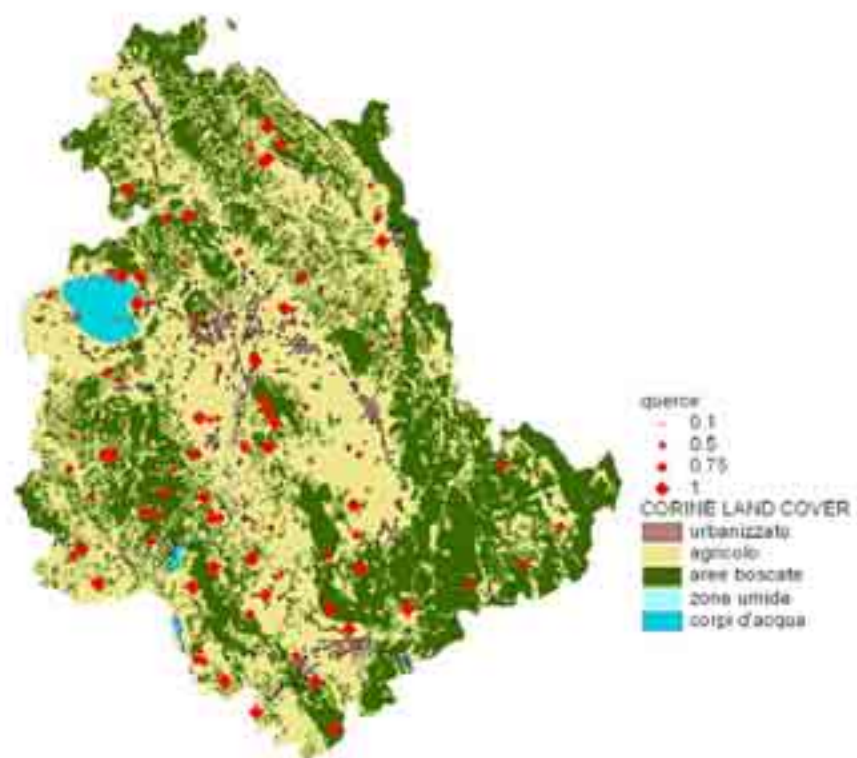 querce
0.1
0.5
0.75
1
CORINE LAND COVER
urbanizzato
agricolo
aree boscate
zone umide
corpi d'acqua